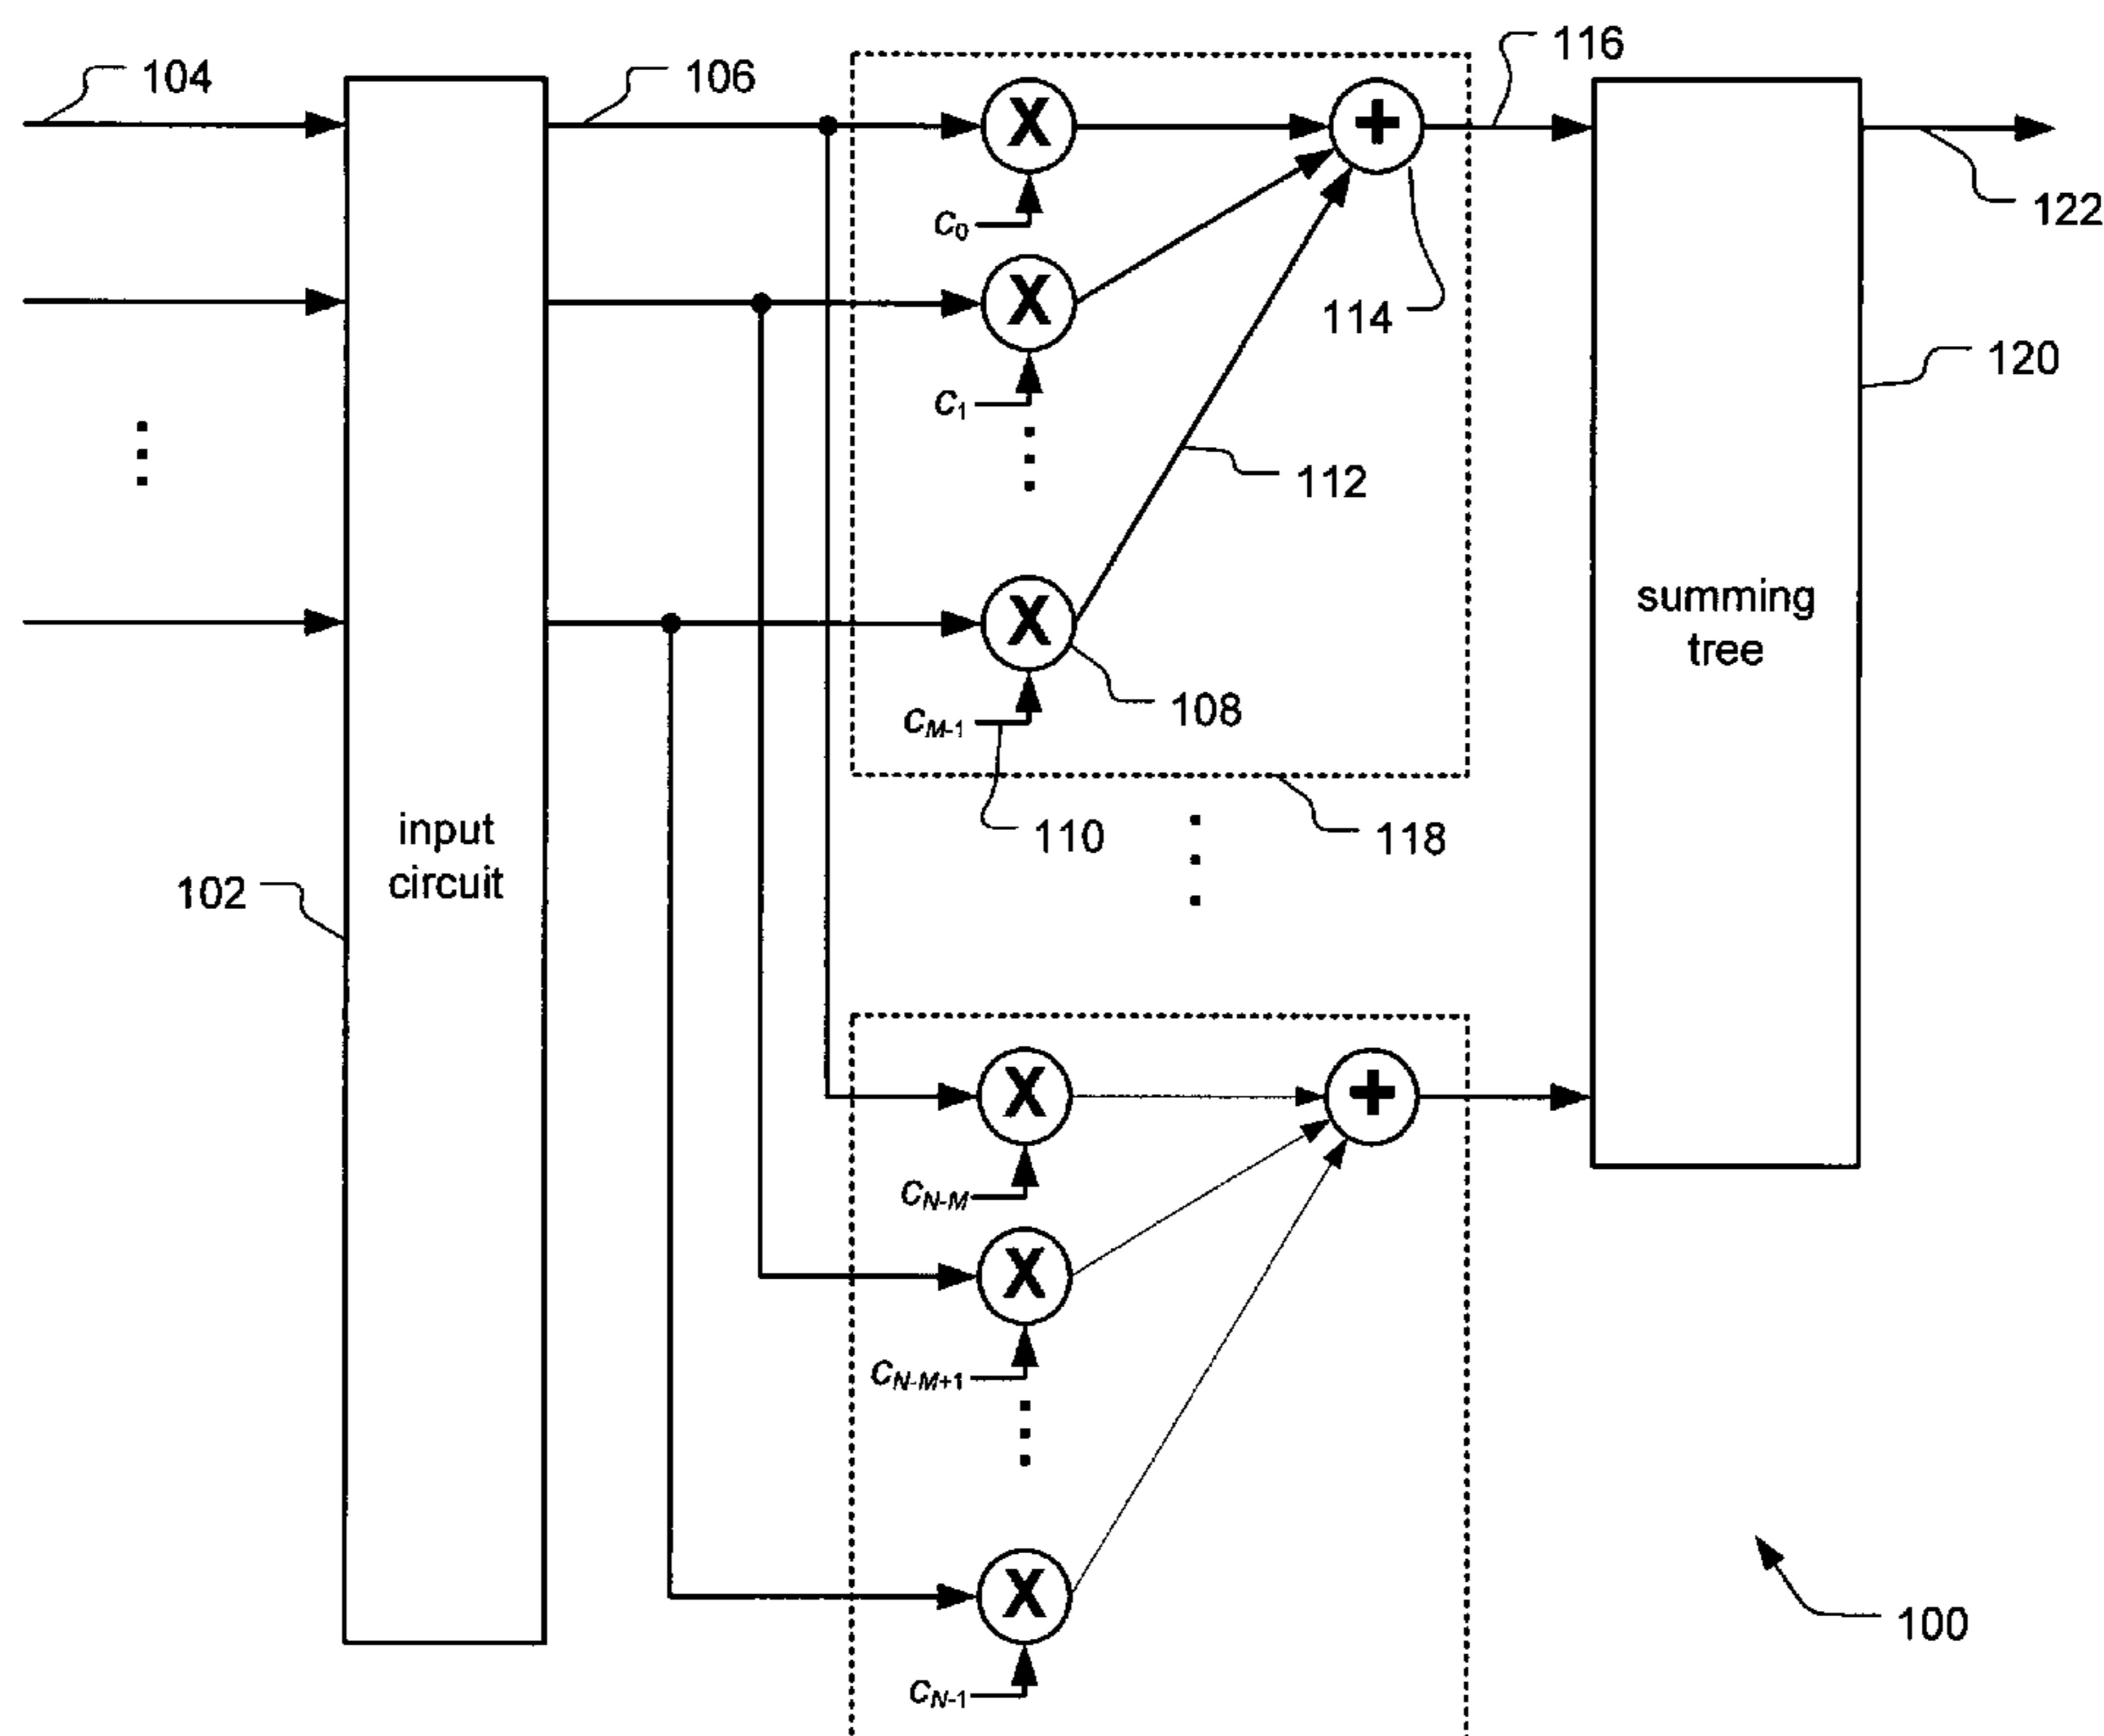 104
106
116
X
+
122
C0
X
114
120
C1
112
summing
tree
X
108
CM-1
110
118
input
circuit
102
X
+
CN-M
X
CN-M+1
X
100
CN-1